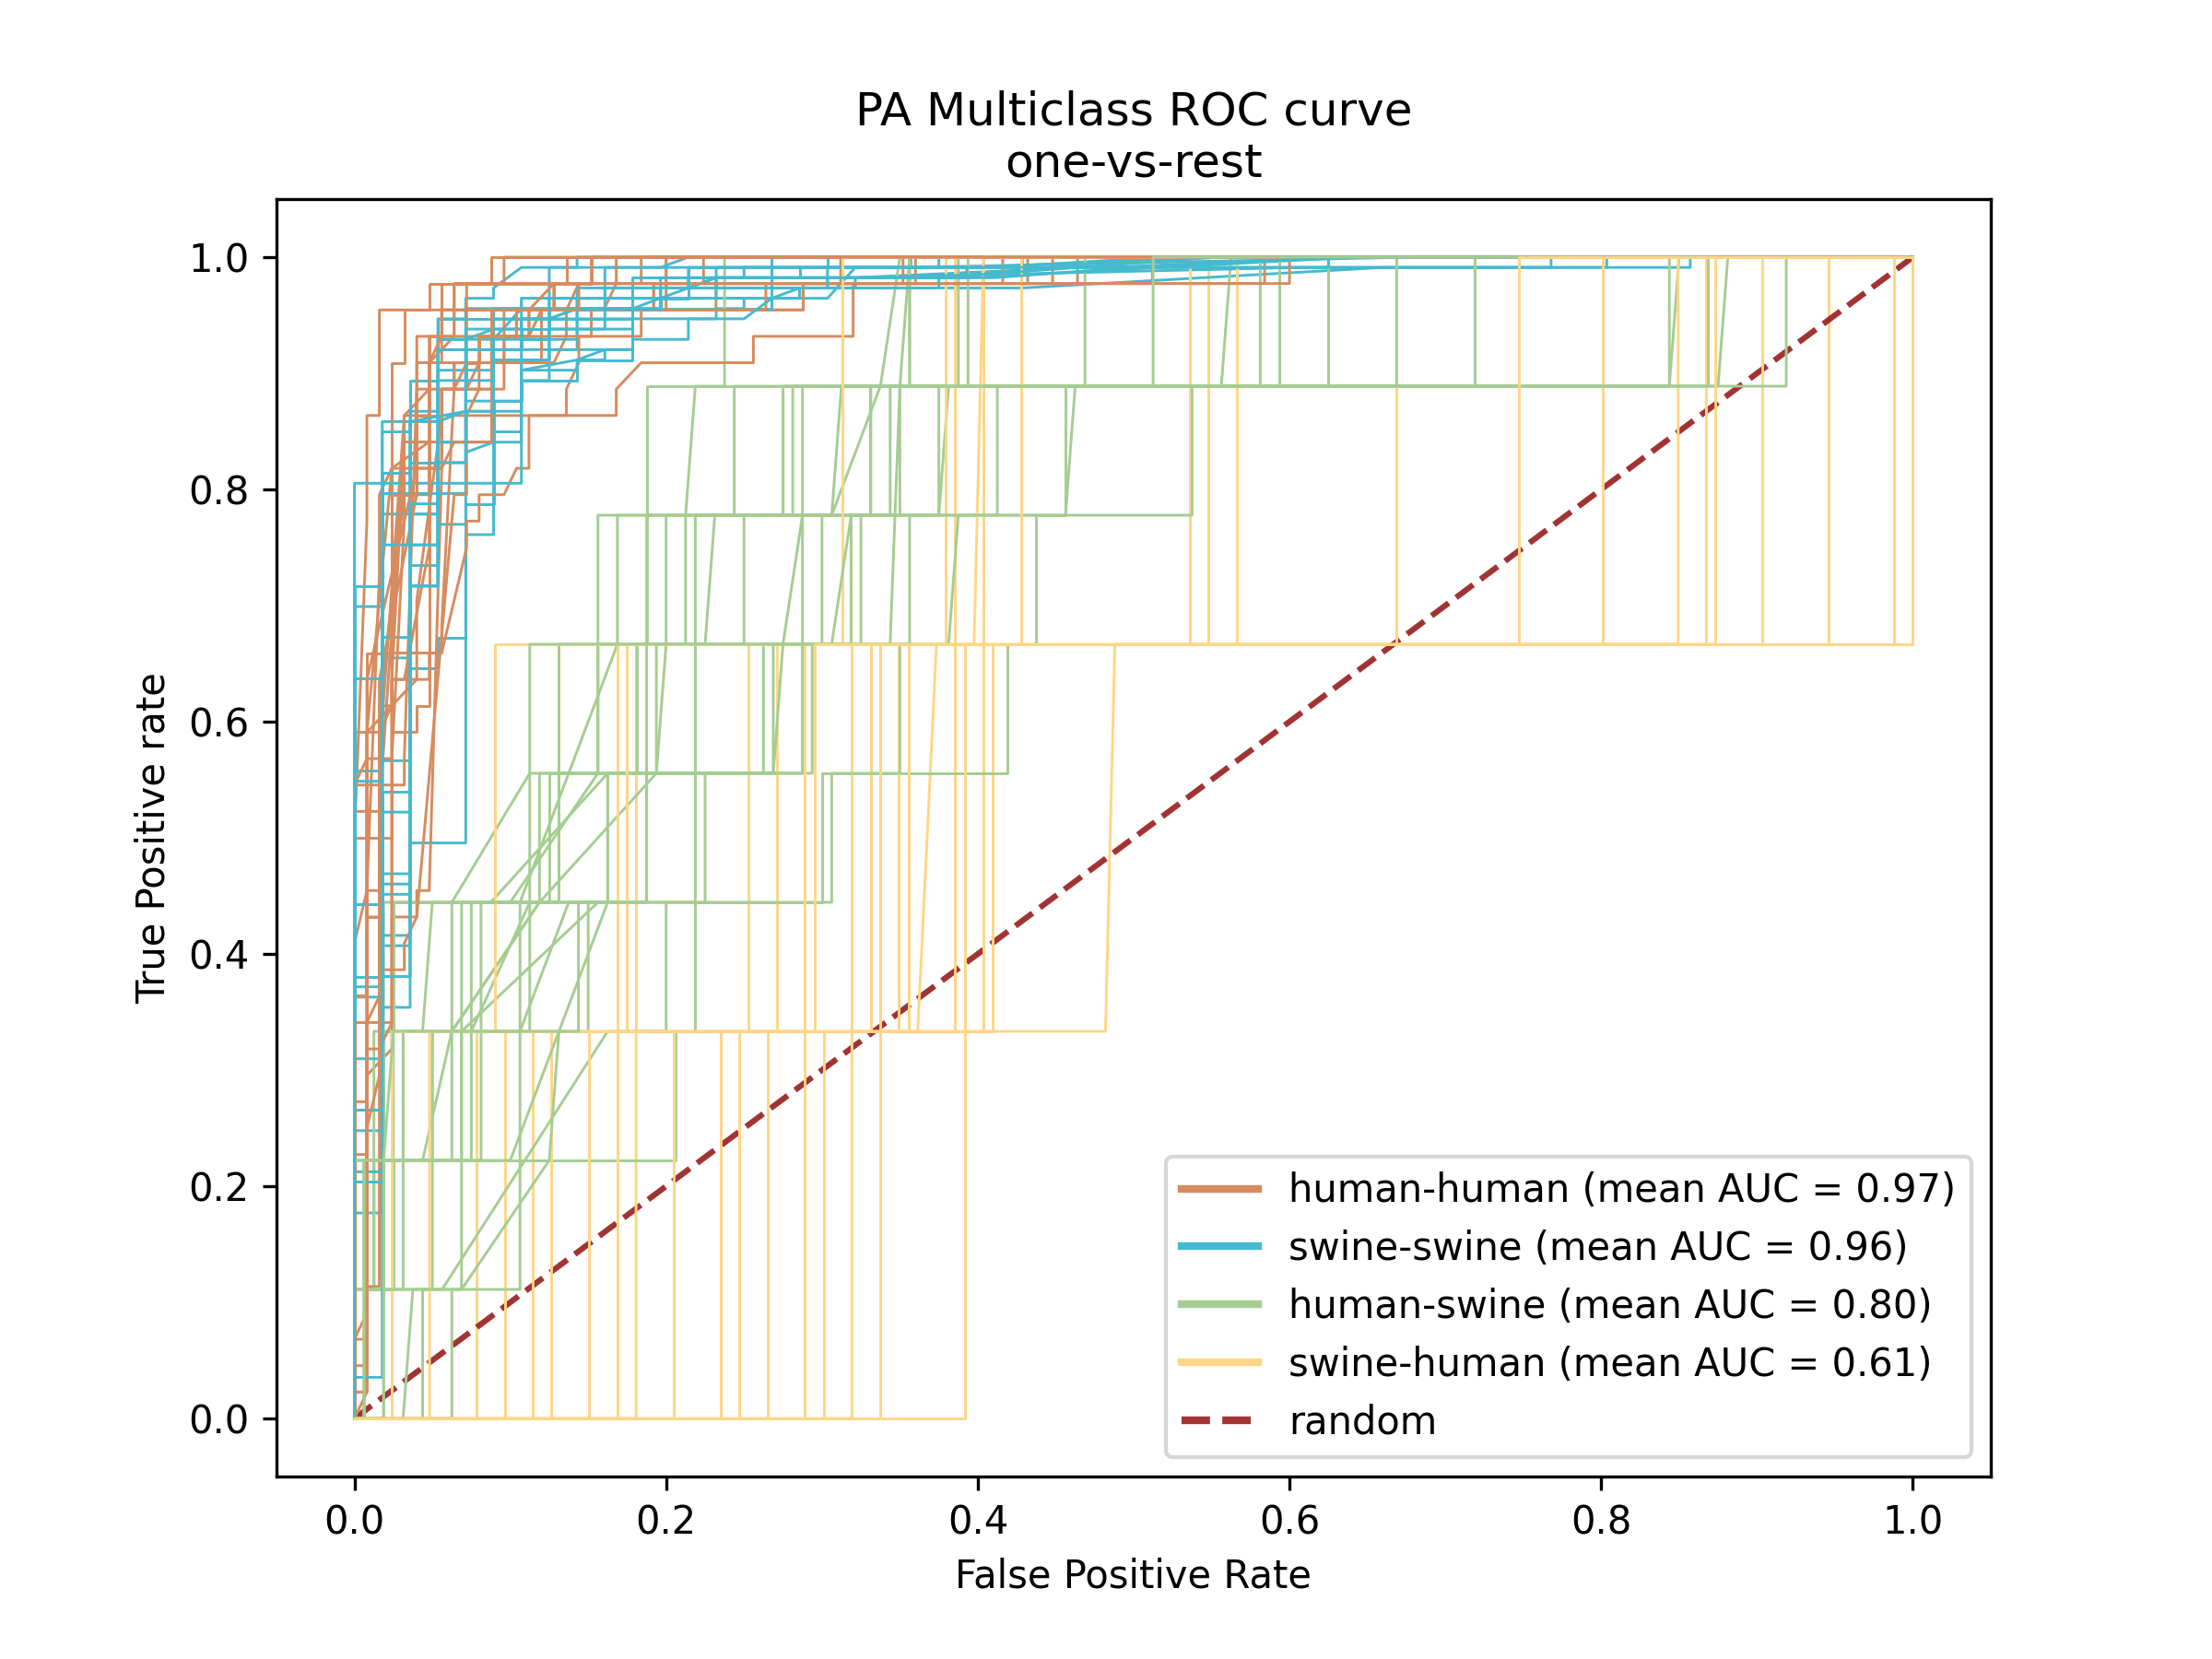 PA Multiclass ROC curve
one-vs-rest
True Positive rate
1.0
0.8
0.6
0.4
0.2
0.0
0.0 0.2 0.4 0.6 0.8 1.0
False Positive Rate
human-human (mean AUC = 0.97)
swine-swine (mean AUC = 0.96)
human-swine (mean AUC = 0.80)
swine-human (mean AUC = 0.61)
random